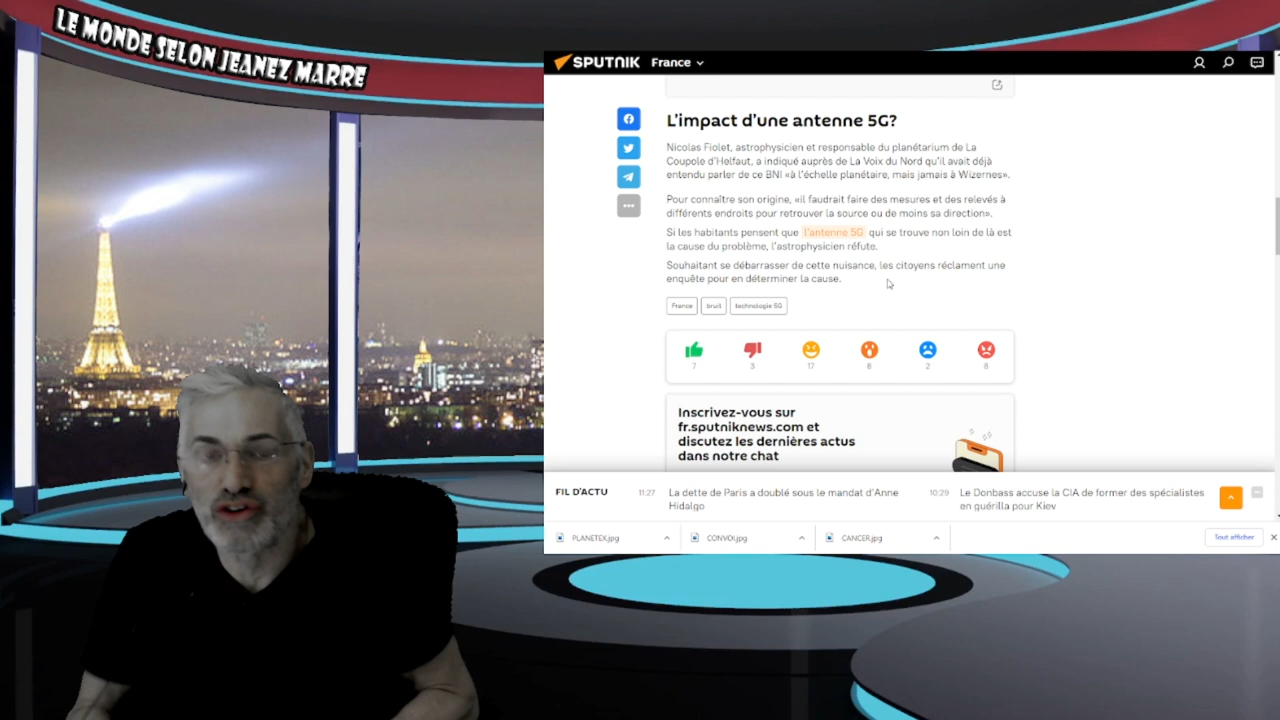 LE MONDE SELON JEANEZ MARRE
SPUTNIK France
L'impact d'une antenne 5G?
Nicolas Fiolet, astrophysicien et responsable du planétarium de La
Coupole d'Helfaut, a indiqué auprès de La Voix du Nord qu'il avait déjà
entendu parler de ce BNI «à l'échelle planétaire, mais jamais à Wizernes».
Pour connaître son origine, «il faudrait faire des mesures et des relevés à
différents endroits pour retrouver la source ou de moins sa direction».
Si les habitants pensent que l'antenne 5G qui se trouve non loin de là est
la cause du problème, l'astrophysicien réfute.
Souhaitant se débarrasser de cette nuisance, les citoyens réclament une
enquête pour en déterminer la cause.
France bruit technologie 5G
7 3 17 8 2 8
Inscrivez-vous sur
fr.sputniknews.com et
discutez les dernières actus
dans notre chat
FIL D'ACTU
11:27 La dette de Paris a doublé sous le mandat d'Anne
Hidalgo
10:29 Le Donbass accuse la CIA de former des spécialistes
en guérilla pour Kiev
PLANETEX.jpg CONVOI.jpg CANCER.jpg Tout afficher